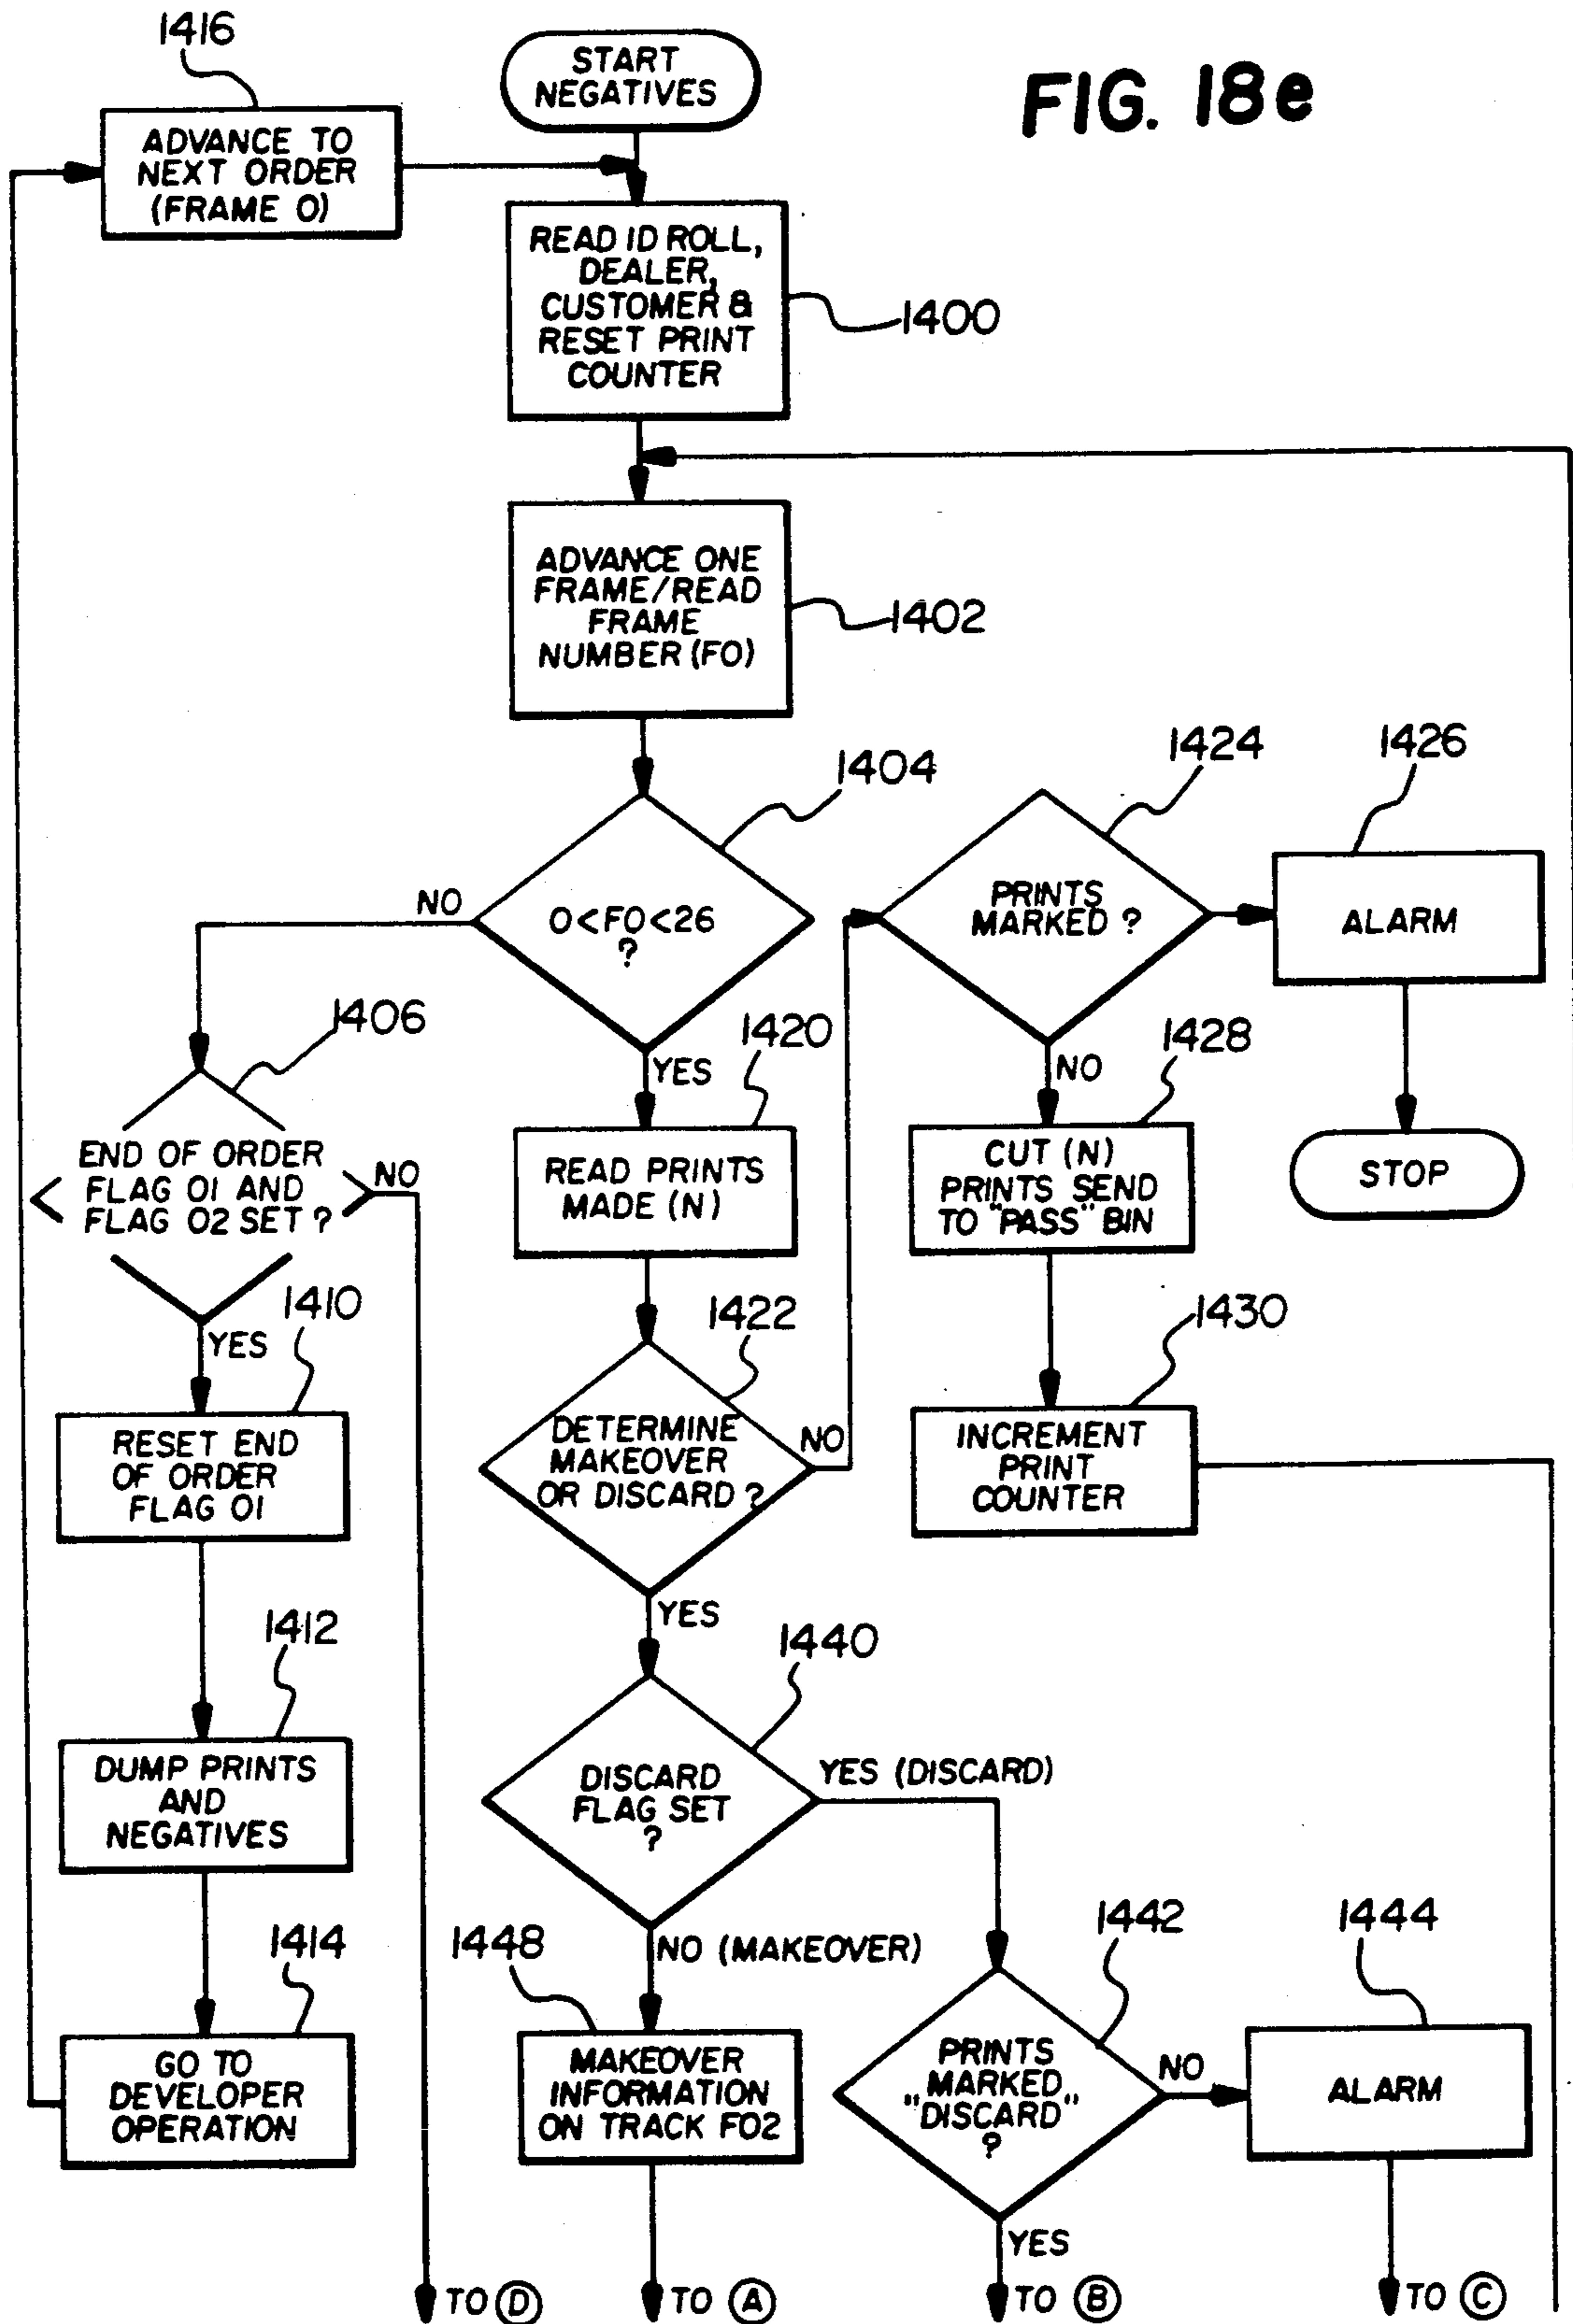 FIG. 18e
1416
START
NEGATIVES
ADVANCE TO
NEXT ORDER
(FRAME 0)
READ ID ROLL,
DEALER,
CUSTOMER &
RESET PRINT
COUNTER
1400
ADVANCE ONE
FRAME/READ
FRAME
NUMBER (FO)
1402
1404
1424
1426
NO
0<FO<26
?
PRINTS
MARKED ?
ALARM
1406
YES
1420
NO
1428
END OF ORDER
FLAG 01 AND
FLAG 02 SET ?
NO
READ PRINTS
MADE (N)
CUT (N)
PRINTS SEND
TO "PASS" BIN
STOP
YES
1410
1422
1430
RESET END
OF ORDER
FLAG 01
DETERMINE
MAKEOVER
OR DISCARD ?
NO
INCREMENT
PRINT
COUNTER
YES
1412
1440
DUMP PRINTS
AND
NEGATIVES
DISCARD
FLAG SET
?
YES (DISCARD)
1414
1448
NO (MAKEOVER)
1442
1444
GO TO
DEVELOPER
OPERATION
MAKEOVER
INFORMATION
ON TRACK F02
PRINTS
MARKED
"DISCARD"
?
NO
ALARM
YES
TO D
TO A
TO B
TO C